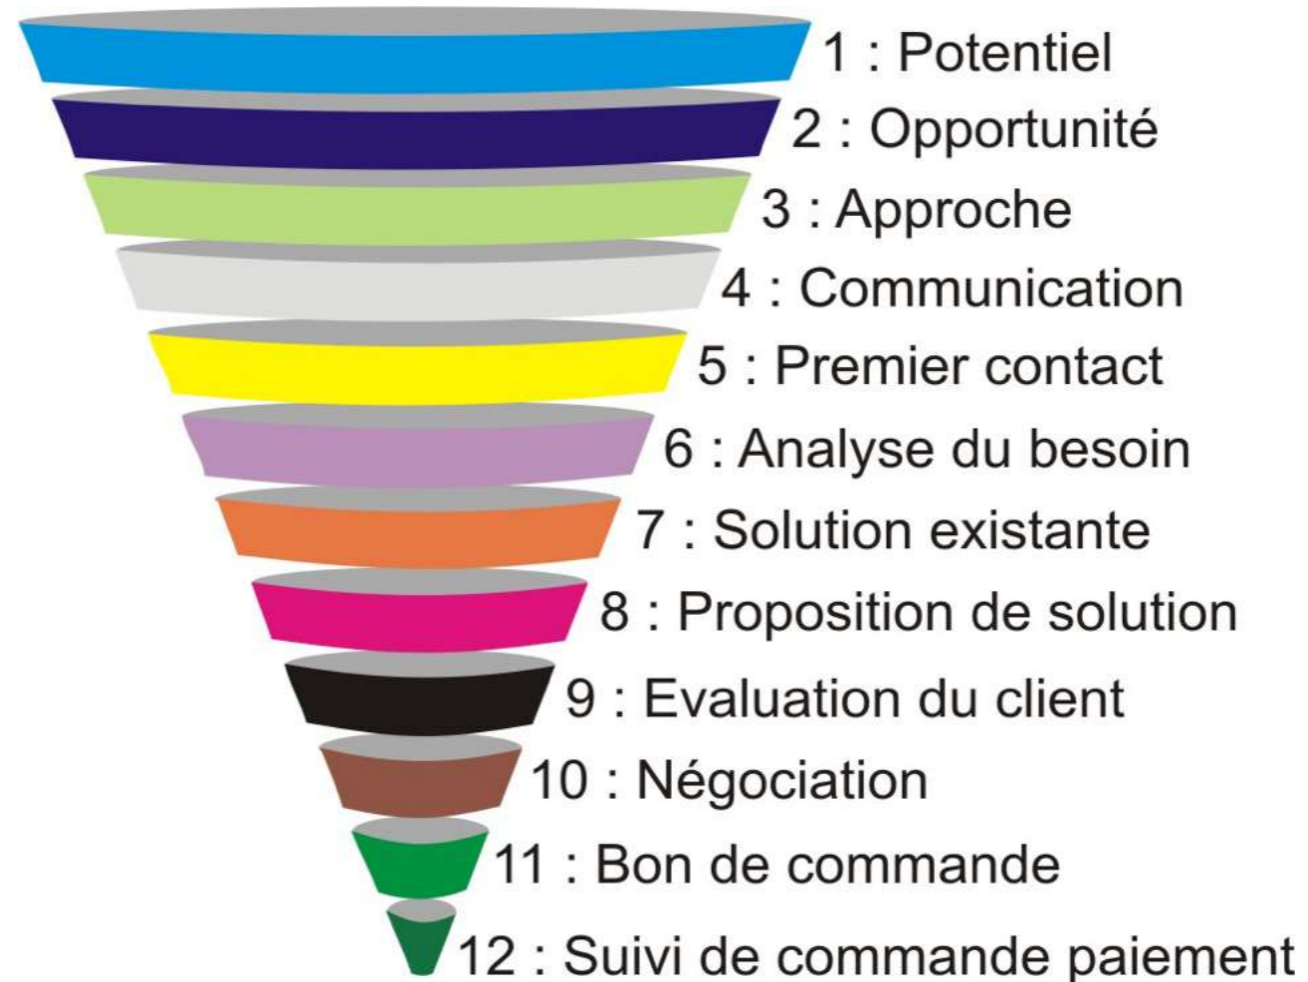 1 : Potentiel
2 : Opportunité
3 : Approche
4 : Communication
5 : Premier contact
6 : Analyse du besoin
7 : Solution existante
8 : Proposition de solution
9 : Evaluation du client
10 : Négociation
11 : Bon de commande
12 : Suivi de commande paiement